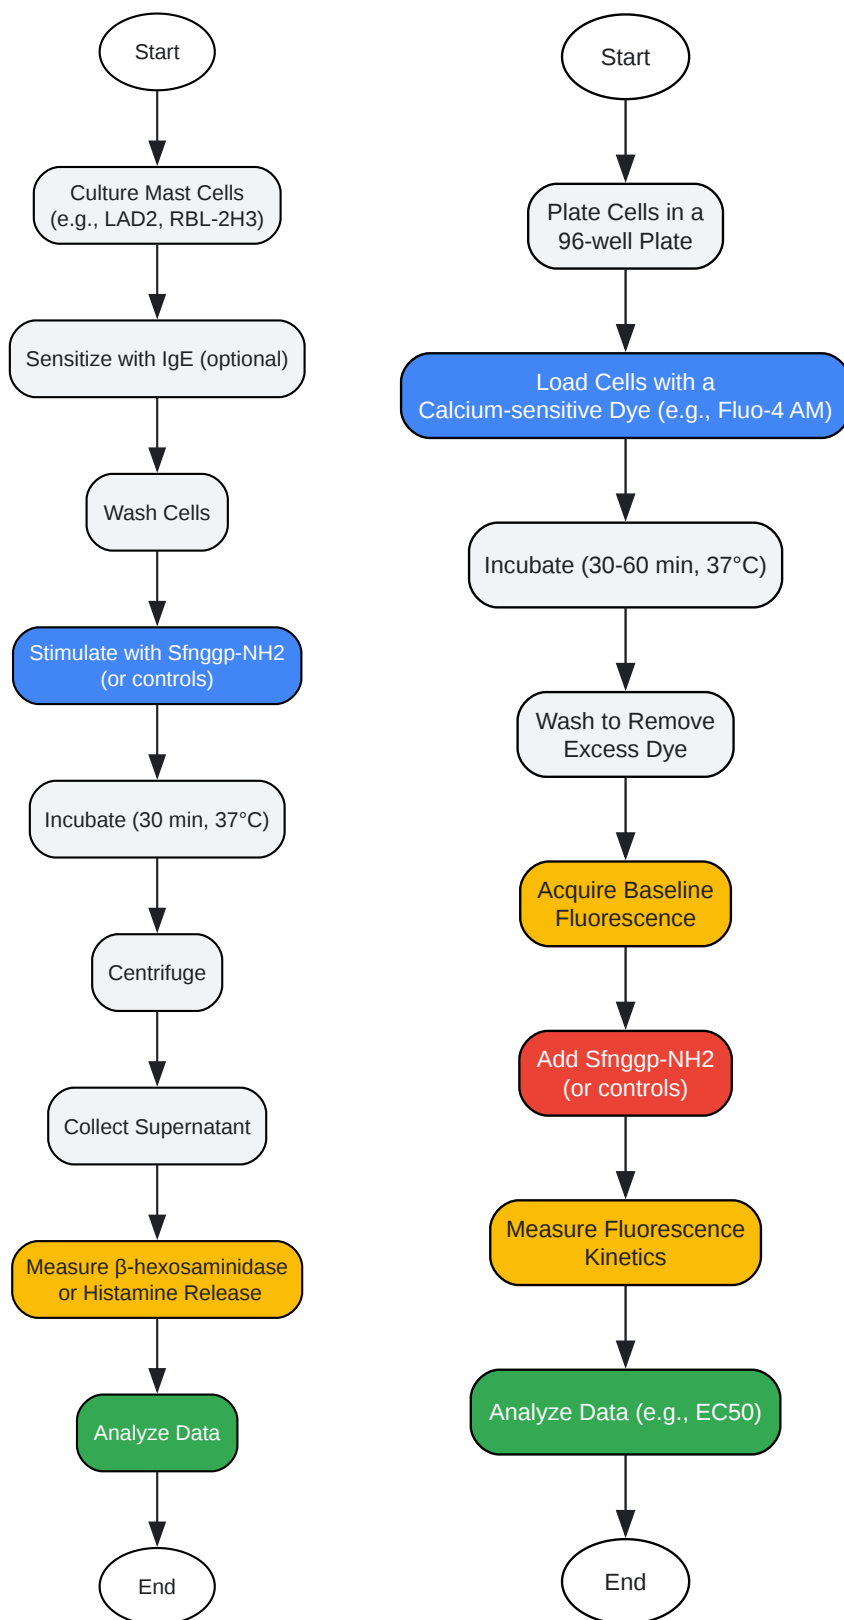 Start
Culture Mast Cells
(e.g., LAD2, RBL-2H3)
Sensitize with IgE (optional)
Wash Cells
Stimulate with Sfnggp-NH2
(or controls)
Incubate (30 min, 37°C)
Centrifuge
Collect Supernatant
Measure β-hexosaminidase
or Histamine Release
Analyze Data
End
Start
Plate Cells in a
96-well Plate
Load Cells with a
Calcium-sensitive Dye (e.g., Fluo-4 AM)
Incubate (30-60 min, 37°C)
Wash to Remove
Excess Dye
Acquire Baseline
Fluorescence
Add Sfnggp-NH2
(or controls)
Measure Fluorescence
Kinetics
Analyze Data (e.g., EC50)
End